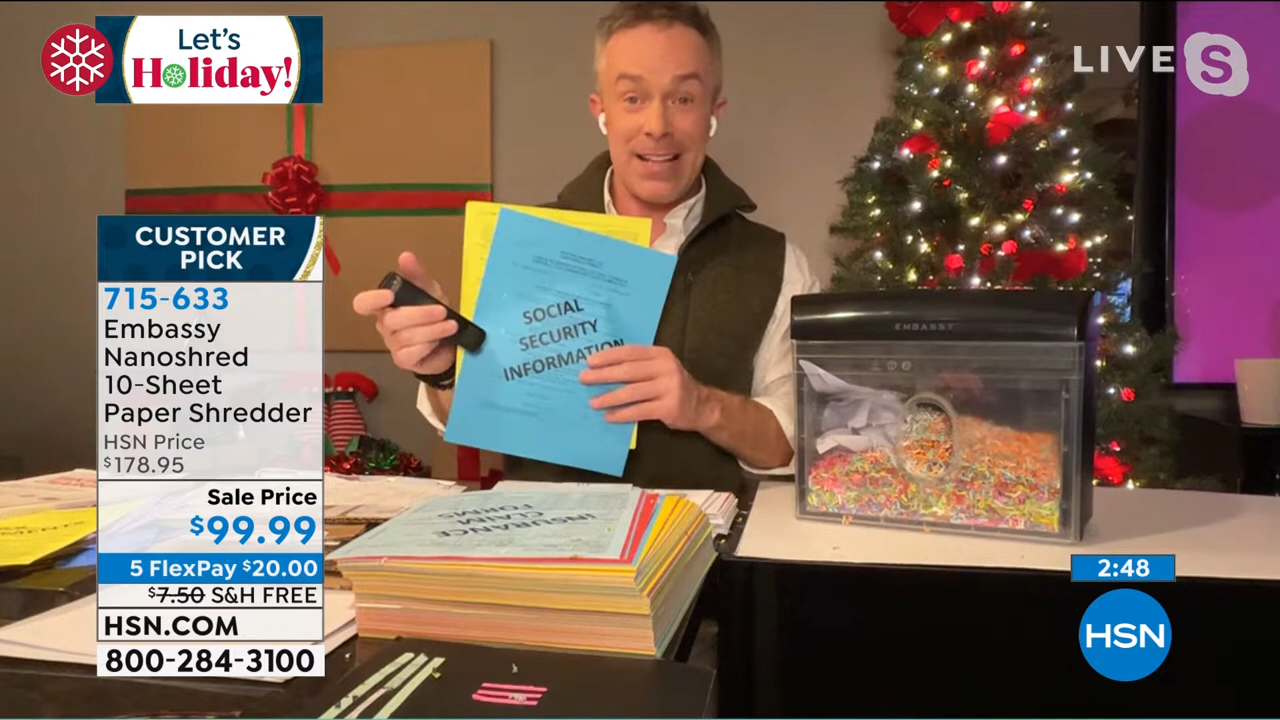 Let's
Holiday!
LIVE S
CUSTOMER
PICK
715-633
Embassy
Nanoshred
10-Sheet
Paper Shredder
HSN Price
$178.95
Sale Price
$99.99
5 FlexPay $20.00
$7.50 S&H FREE
HSN.COM
800-284-3100
SOCIAL
SECURITY
INFORMATION
EMBASSY
INSURANCE
CLAIM
FORMS
2:48
HSN